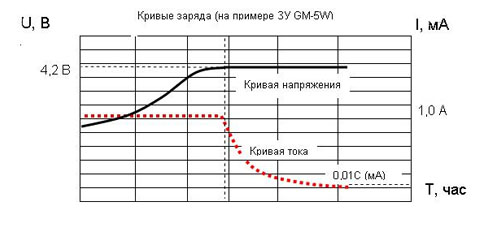 Кривые заряда (на примере ЗУ GM-5W)
U, В
I, мА
4,2 В
Кривая напряжения
1,0 А
Кривая тока
0,01С (мА)
Т, час